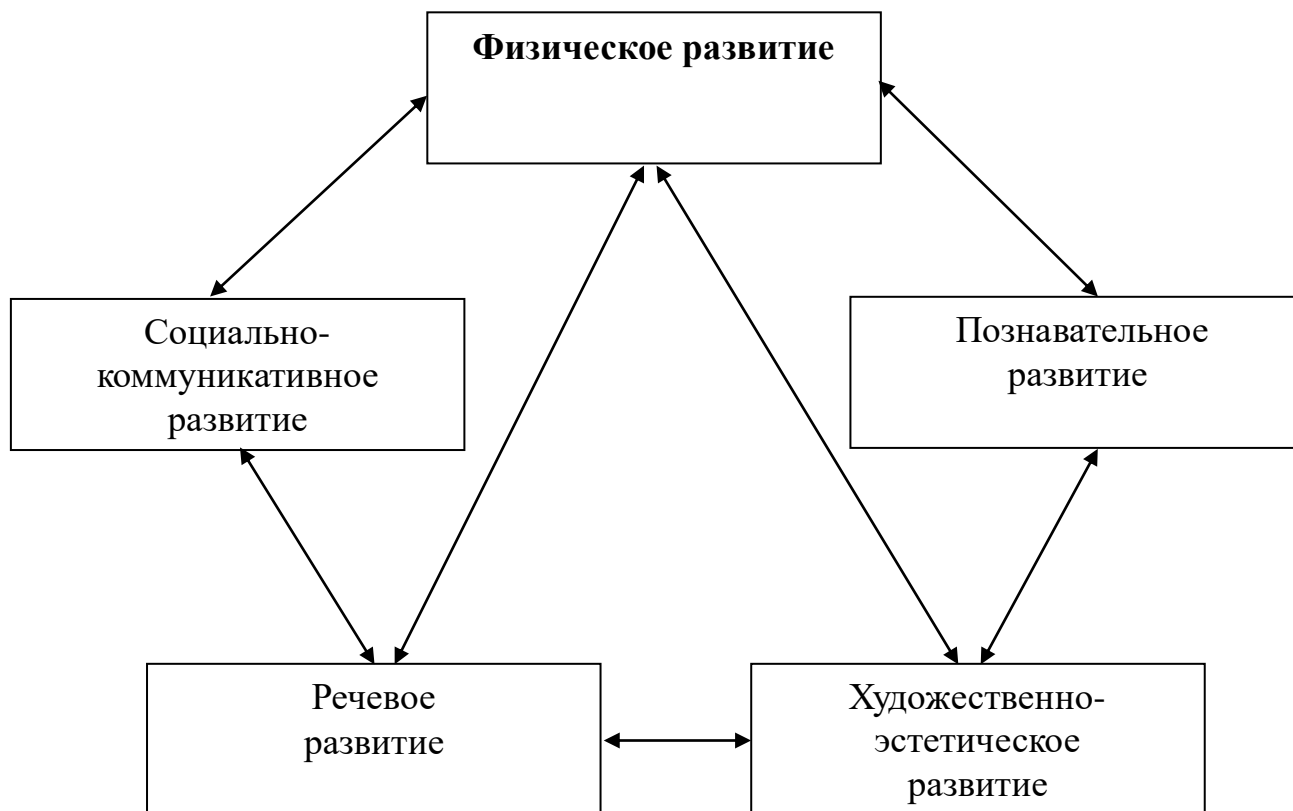 Физическое развитие
Социально-
коммуникативное
развитие
Познавательное
развитие
Речевое
развитие
Художественно-
эстетическое
развитие